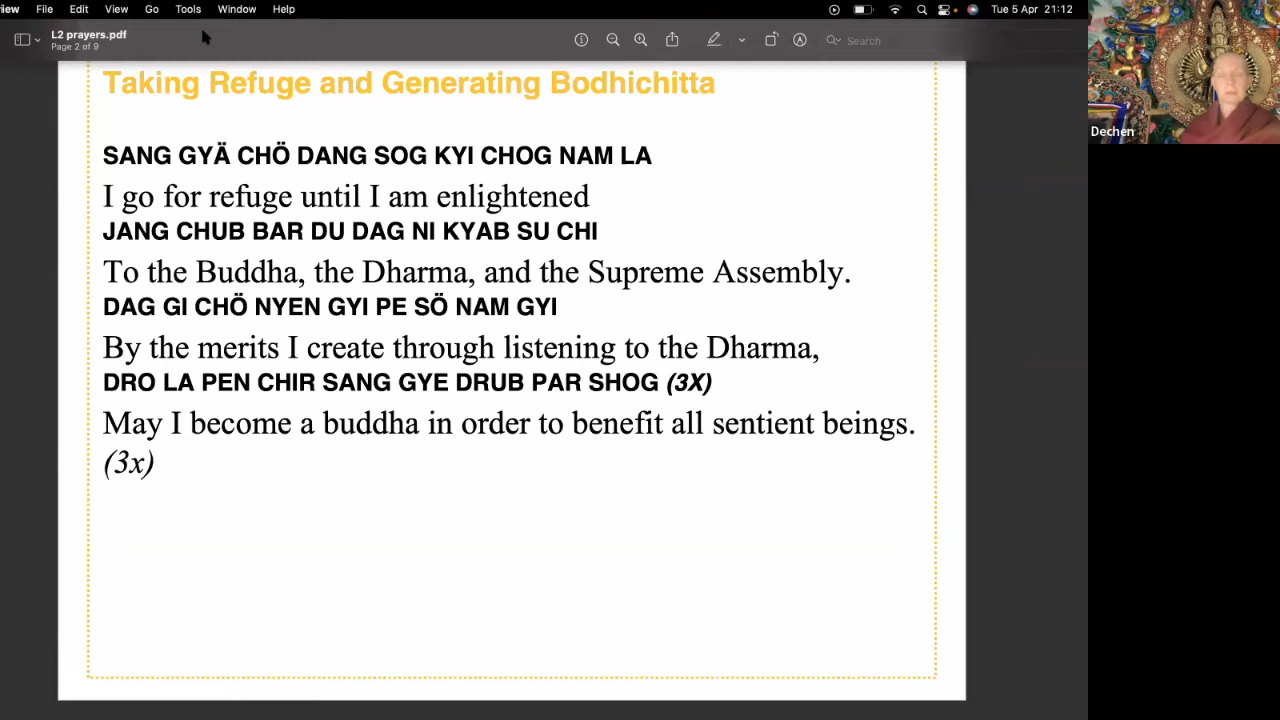 iew File Edit View Go Tools Window Help Tue 5 Apr 21:12
L2 prayers.pdf
Page 2 of 9
Search
Taking Refuge and Generating Bodhichitta
SANG GYÄ CHÖ DANG SOG KYI CHOG NAM LA
I go for refuge until I am enlightened
JANG CHUB BAR DU DAG NI KYAB SU CHI
To the Buddha, the Dharma, and the Supreme Assembly.
DAG GI CHÖ NYEN GYI PE SÖ NAM GYI
By the merits I create through listening to the Dharma,
DRO LA PEN CHIR SANG GYE DRUB PAR SHOG (3X)
May I become a buddha in order to benefit all sentient beings.
(3x)
Dechen